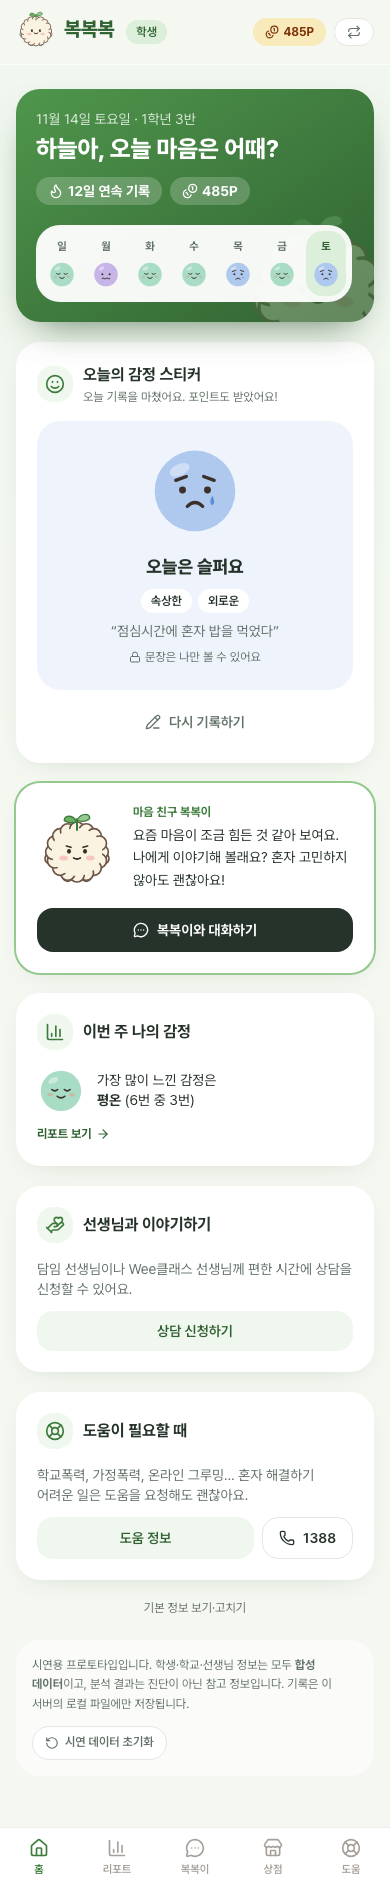 복복복 학생 485P
11월 14일 토요일 · 1학년 3반
하늘아, 오늘 마음은 어때?
12일 연속 기록 485P
일 월 화 수 목 금 토
오늘의 감정 스티커
오늘 기록을 마쳤어요. 포인트도 받았어요!
오늘은 슬퍼요
속상한 외로운
“점심시간에 혼자 밥을 먹었다”
문장은 나만 볼 수 있어요
다시 기록하기
마음 친구 복복이
요즘 마음이 조금 힘든 것 같아 보여요.
나에게 이야기해 볼래요? 혼자 고민하지
않아도 괜찮아요!
복복이와 대화하기
이번 주 나의 감정
가장 많이 느낀 감정은
평온 (6번 중 3번)
리포트 보기 →
선생님과 이야기하기
담임 선생님이나 Wee클래스 선생님께 편한 시간에 상담을
신청할 수 있어요.
상담 신청하기
도움이 필요할 때
학교폭력, 가정폭력, 온라인 그루밍… 혼자 해결하기
어려운 일은 도움을 요청해도 괜찮아요.
도움 정보 1388
기본 정보 보기·고치기
시연용 프로토타입입니다. 학생·학교·선생님 정보는 모두 합성
데이터이고, 분석 결과는 진단이 아닌 참고 정보입니다. 기록은 이
서버의 로컬 파일에만 저장됩니다.
시연 데이터 초기화
홈 리포트 복복이 상점 도움